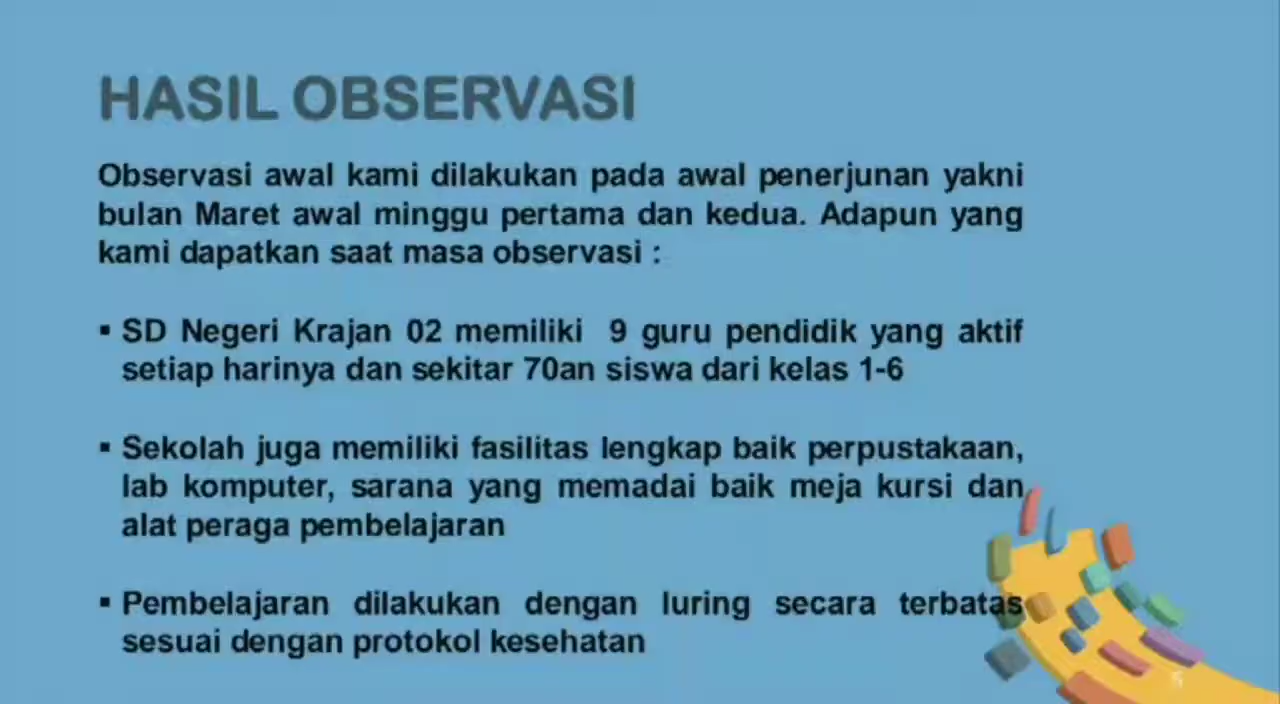 HASIL OBSERVASI
Observasi awal kami dilakukan pada awal penerjunan yakni
bulan Maret awal minggu pertama dan kedua. Adapun yang
kami dapatkan saat masa observasi :
▪ SD Negeri Krajan 02 memiliki 9 guru pendidik yang aktif
setiap harinya dan sekitar 70an siswa dari kelas 1-6
▪ Sekolah juga memiliki fasilitas lengkap baik perpustakaan,
lab komputer, sarana yang memadai baik meja kursi dan
alat peraga pembelajaran
▪ Pembelajaran dilakukan dengan luring secara terbatas
sesuai dengan protokol kesehatan